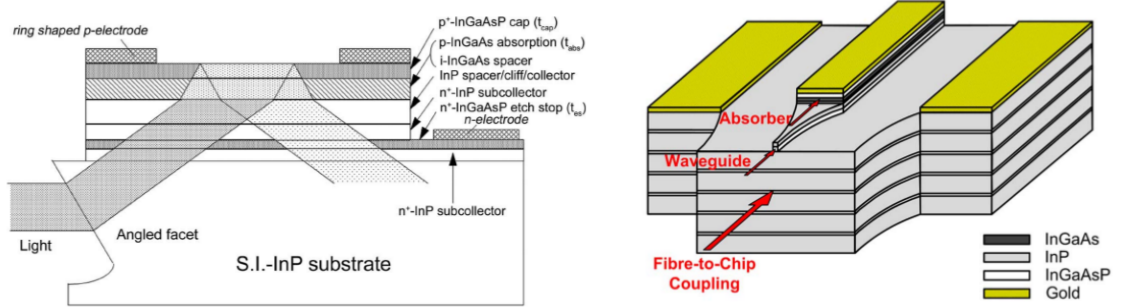 ring shaped p-electrode
p⁺-InGaAsP cap (t_cap)
p-InGaAs absorption (t_abs)
i-InGaAs spacer
InP spacer/cliff/collector
n⁺-InP subcollector
n⁺-InGaAsP etch stop (t_es)
n-electrode
n⁺-InP subcollector
Light
Angled facet
S.I.-InP substrate
Absorber
Waveguide
Fibre-to-Chip
Coupling
InGaAs
InP
InGaAsP
Gold